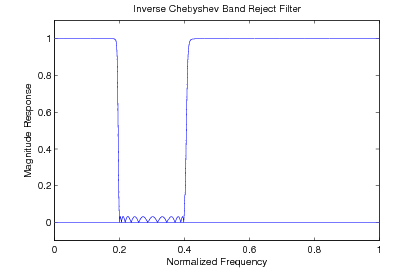 Inverse Chebyshev Band Reject Filter
Magnitude Response
1
0.8
0.6
0.4
0.2
0
0 0.2 0.4 0.6 0.8 1
Normalized Frequency